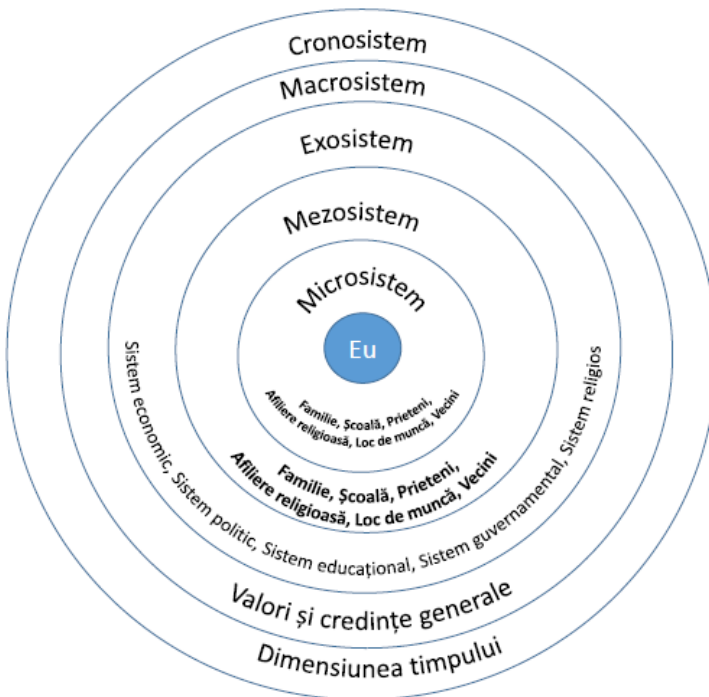 Cronosistem
Macrosistem
Exosistem
Mezosistem
Microsistem
Eu
Familie, Școală, Prieteni,
Afiliere religioasă, Loc de muncă, Vecini
Familie, Școală, Prieteni,
Afiliere religioasă, Loc de muncă, Vecini
Sistem economic, Sistem politic, Sistem educațional, Sistem guvernamental, Sistem religios
Valori și credințe generale
Dimensiunea timpului